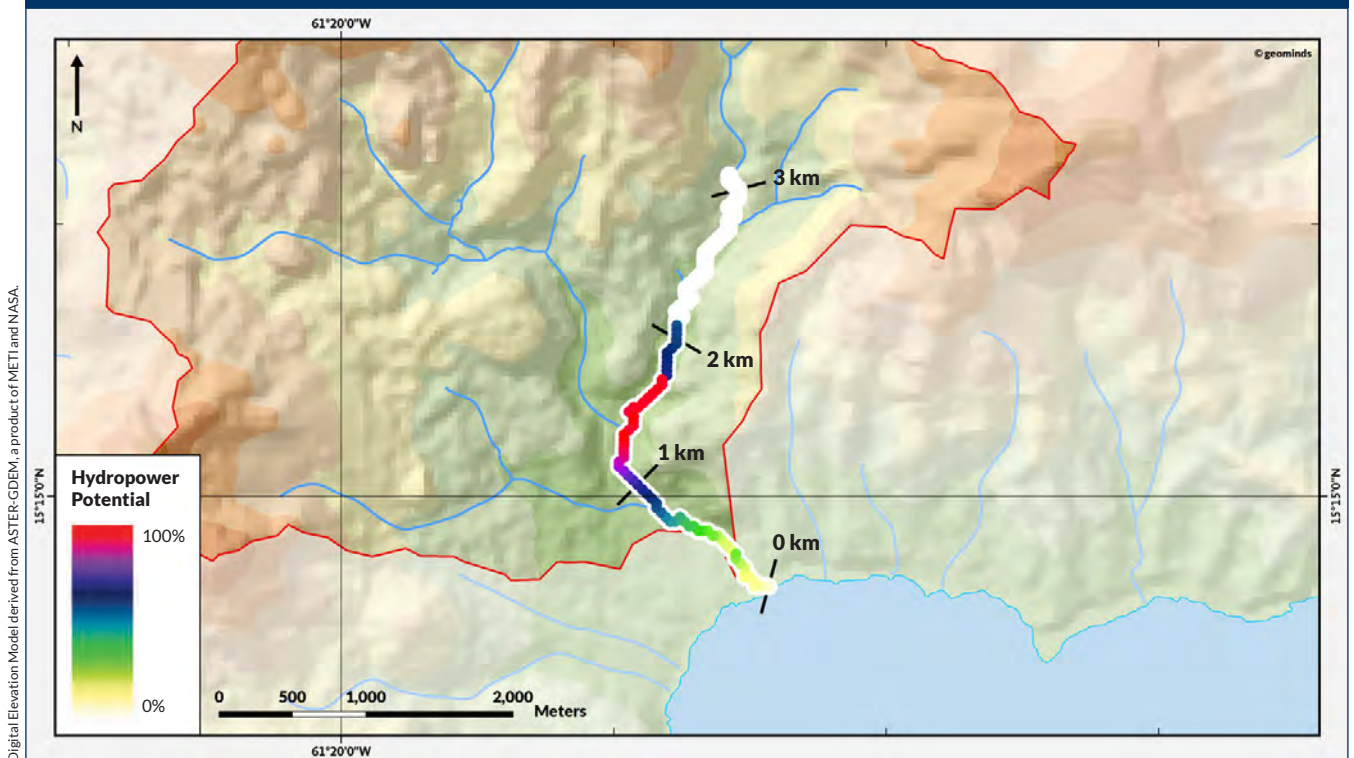 61°20'0"W
© geominds
N
3 km
2 km
1 km
0 km
15°15'0"N
15°15'0"N
Hydropower
Potential
100%
0%
0 500 1,000 2,000
Meters
61°20'0"W
Digital Elevation Model derived from ASTER-GDEM, a product of METI and NASA.